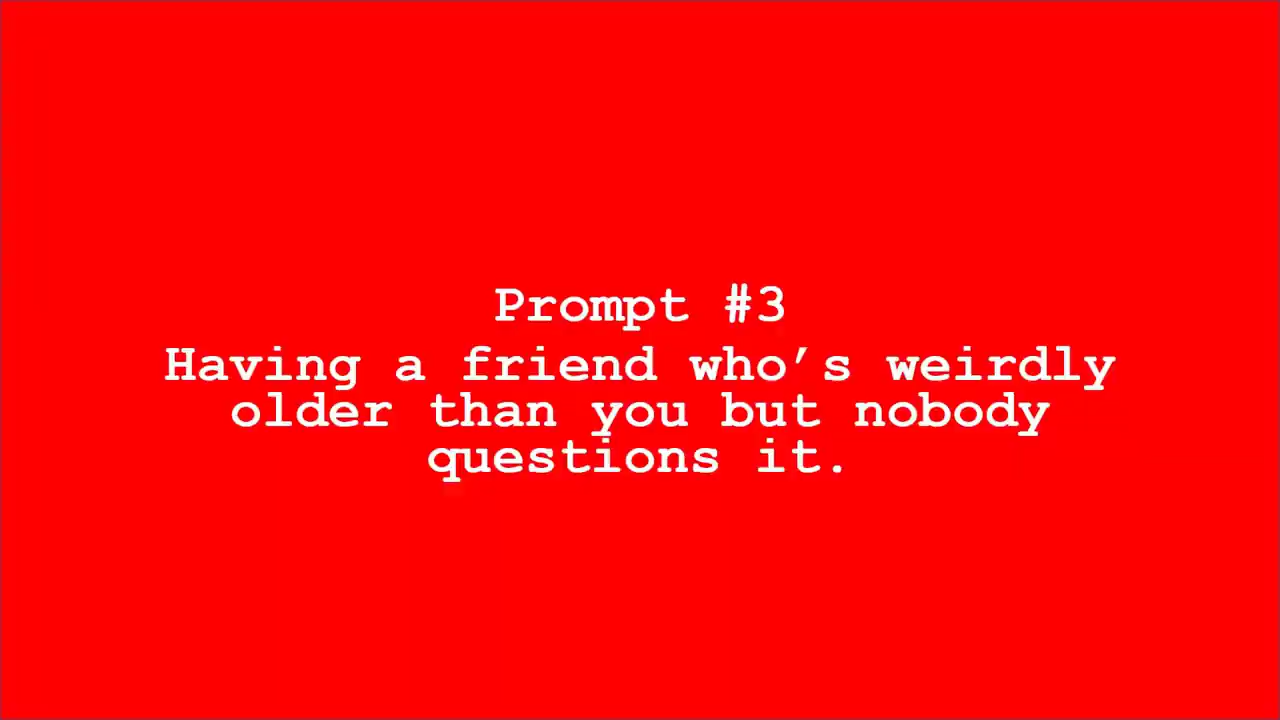 Prompt #3
Having a friend who’s weirdly
older than you but nobody
questions it.